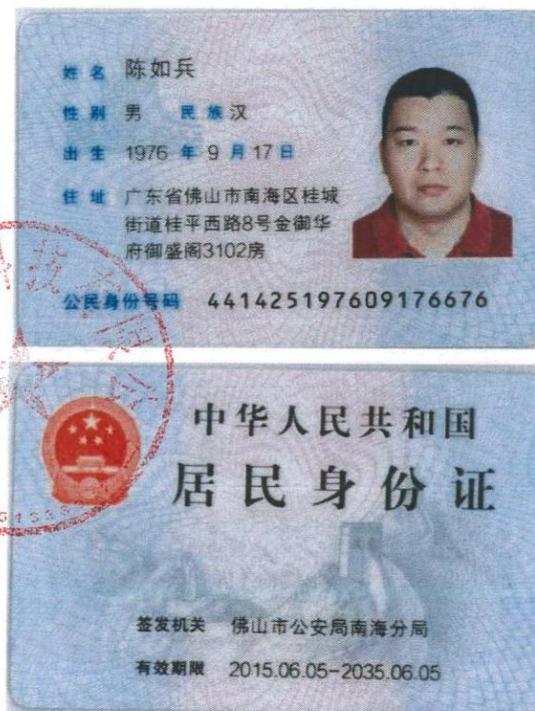 姓名 陈如兵
性别 男 民族 汉
出生 1976 年 9 月 17 日
住址 广东省佛山市南海区桂城
街道桂平西路8号金御华
府御盛阁3102房
公民身份号码 441425197609176676
中华人民共和国
居民身份证
签发机关 佛山市公安局南海分局
有效期限 2015.06.05-2035.06.05